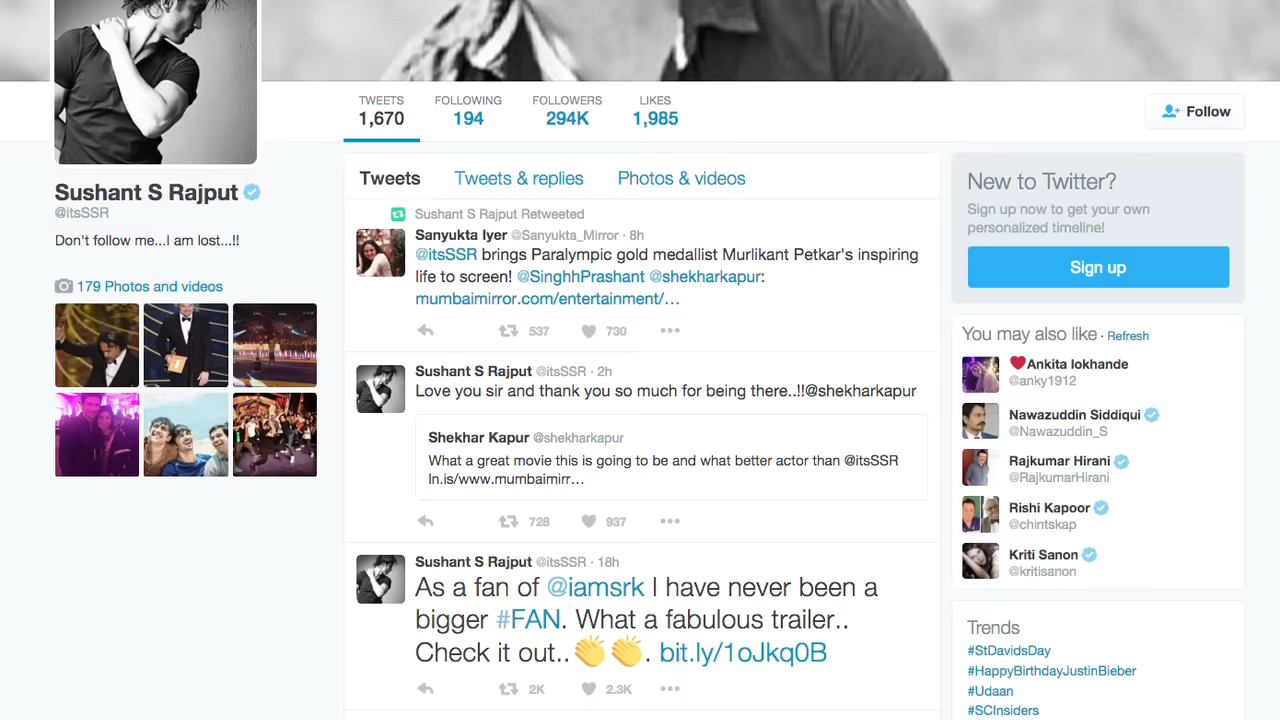 TWEETS
1,670
FOLLOWING
194
FOLLOWERS
294K
LIKES
1,985
Follow
Sushant S Rajput
@itsSSR
Don't follow me...I am lost...!!
179 Photos and videos
Tweets
Tweets & replies
Photos & videos
Sushant S Rajput Retweeted
Sanyukta Iyer @Sanyukta_Mirror · 8h
@itsSSR brings Paralympic gold medallist Murlikant Petkar's inspiring
life to screen! @SinghhPrashant @shekharkapur:
mumbaimirror.com/entertainment/…
537
730
Sushant S Rajput @itsSSR · 2h
Love you sir and thank you so much for being there..!!@shekharkapur
Shekhar Kapur @shekharkapur
What a great movie this is going to be and what better actor than @itsSSR
ln.is/www.mumbaimirr…
728
937
Sushant S Rajput @itsSSR · 18h
As a fan of @iamsrk I have never been a
bigger #FAN. What a fabulous trailer..
Check it out..👏👏. bit.ly/1oJkq0B
2K
2.3K
New to Twitter?
Sign up now to get your own
personalized timeline!
Sign up
You may also like · Refresh
❤Ankita lokhande
@anky1912
Nawazuddin Siddiqui
@Nawazuddin_S
Rajkumar Hirani
@RajkumarHirani
Rishi Kapoor
@chintskap
Kriti Sanon
@kritisanon
Trends
#StDavidsDay
#HappyBirthdayJustinBieber
#Udaan
#SCInsiders